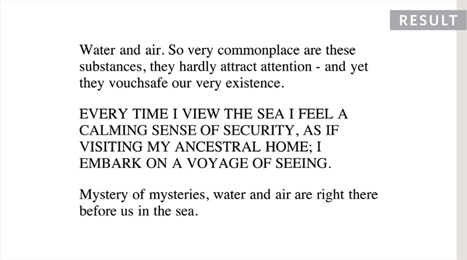 RESULT
Water and air. So very commonplace are these
substances, they hardly attract attention - and yet
they vouchsafe our very existence.
EVERY TIME I VIEW THE SEA I FEEL A
CALMING SENSE OF SECURITY, AS IF
VISITING MY ANCESTRAL HOME; I
EMBARK ON A VOYAGE OF SEEING.
Mystery of mysteries, water and air are right there
before us in the sea.